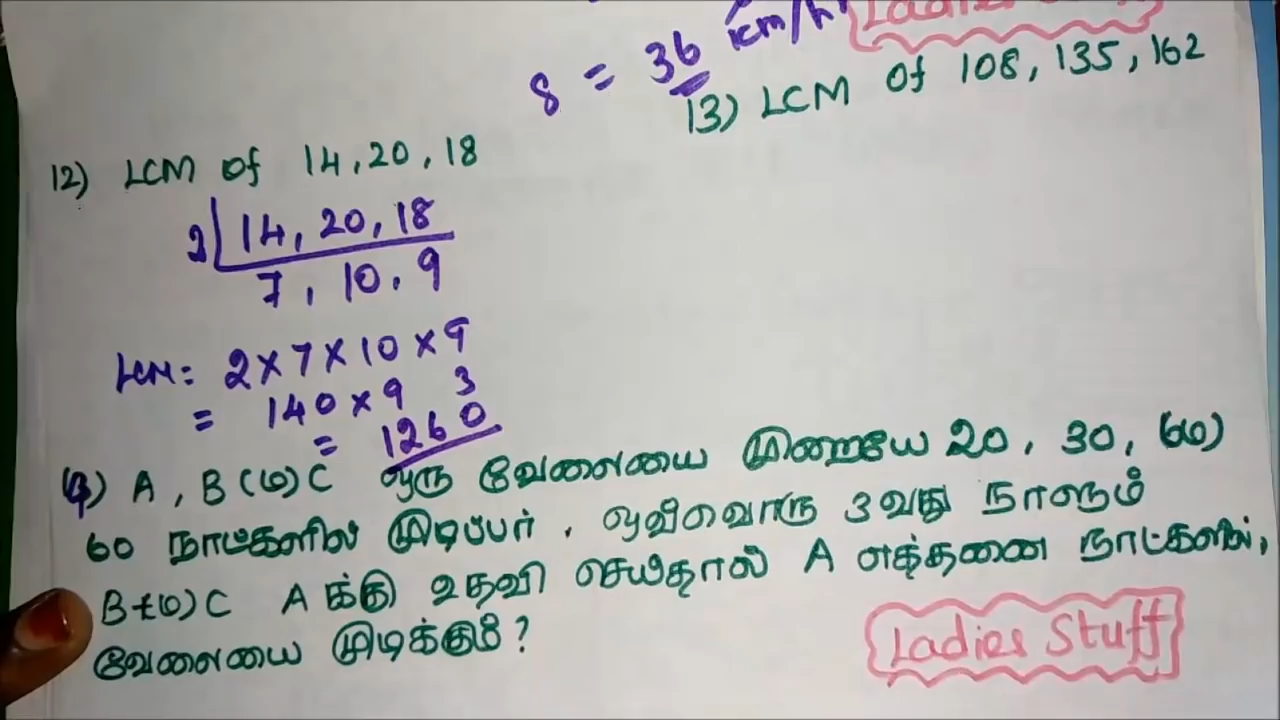 8 = 36 km/hr
13) LCM Of 108, 135, 162
12) LCM Of 14, 20, 18
2 14, 20, 18
7, 10, 9
LCM: 2 × 7 × 10 × 9
= 140 × 9 3
= 1260
4) A, B (ம்) C ஒரு வேலையை முறையே 20, 30, (ம்)
60 நாட்களில் முடிப்பர், ஒவ்வொரு 3வது நாளும்
B (ம்) C A க்கு உதவி செய்தால் A எத்தனை நாட்களில்,
வேலையை முடிக்கும்?
Ladies Stuff